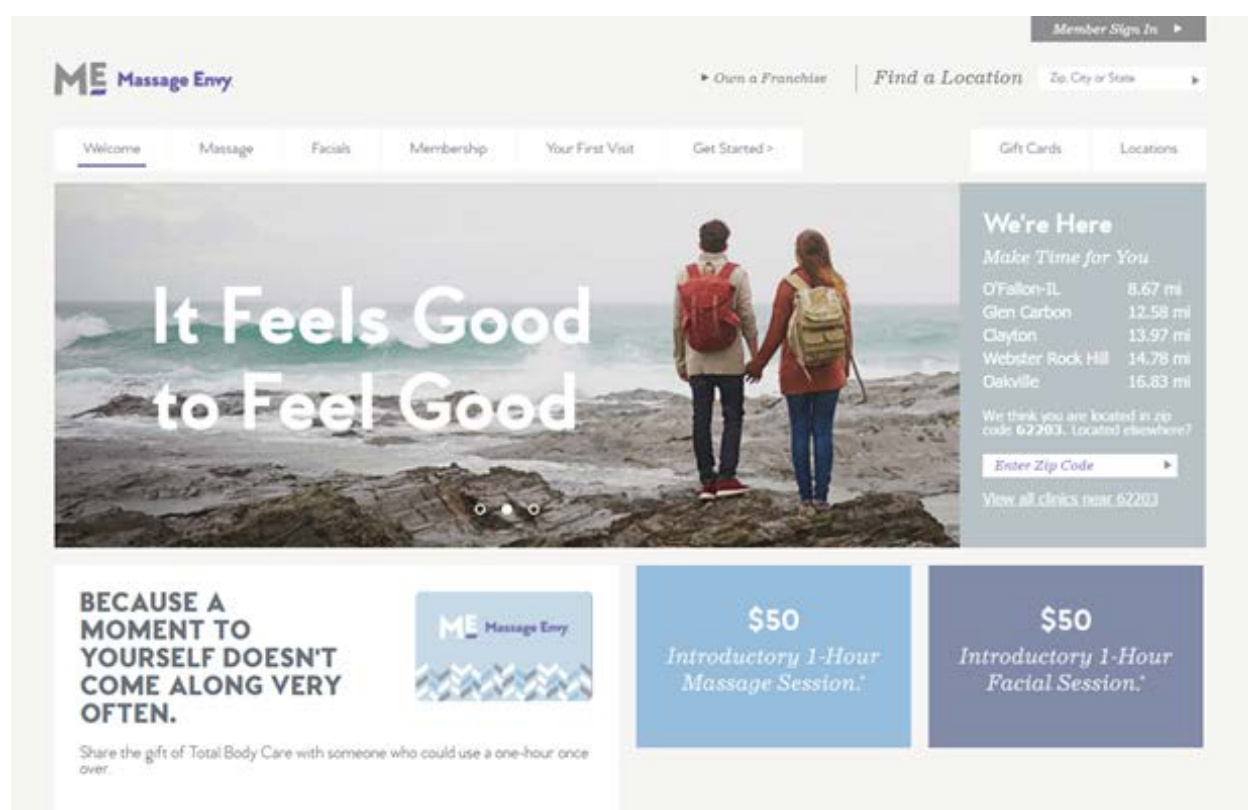 Member Sign In
ME Massage Envy
Own a Franchise
Find a Location
Zip, City or State
Welcome
Massage
Facials
Membership
Your First Visit
Get Started >
Gift Cards
Locations
It Feels Good
to Feel Good
We're Here
Make Time for You
O'Fallon-IL 8.67 mi
Glen Carbon 12.58 mi
Clayton 13.97 mi
Webster Rock Hill 14.78 mi
Oakville 16.83 mi
We think you are located in zip
code 62203. Located elsewhere?
Enter Zip Code
View all clinics near 62203
BECAUSE A
MOMENT TO
YOURSELF DOESN'T
COME ALONG VERY
OFTEN.
ME Massage Envy
Share the gift of Total Body Care with someone who could use a one-hour once
over.
$50
Introductory 1-Hour
Massage Session.*
$50
Introductory 1-Hour
Facial Session.*